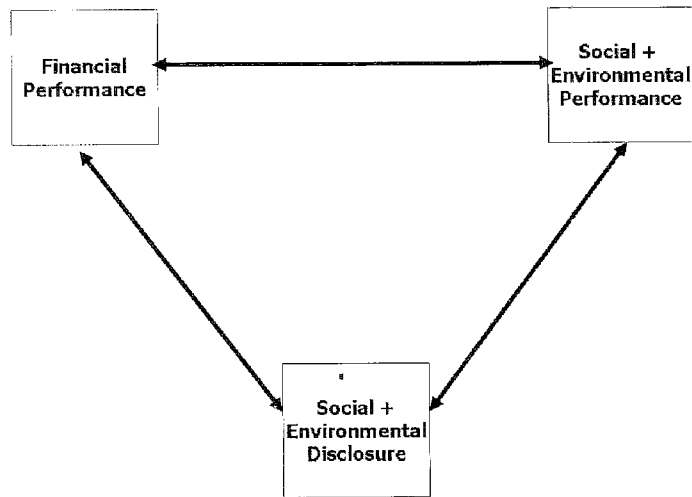 Financial
Performance
Social +
Environmental
Performance
Social +
Environmental
Disclosure